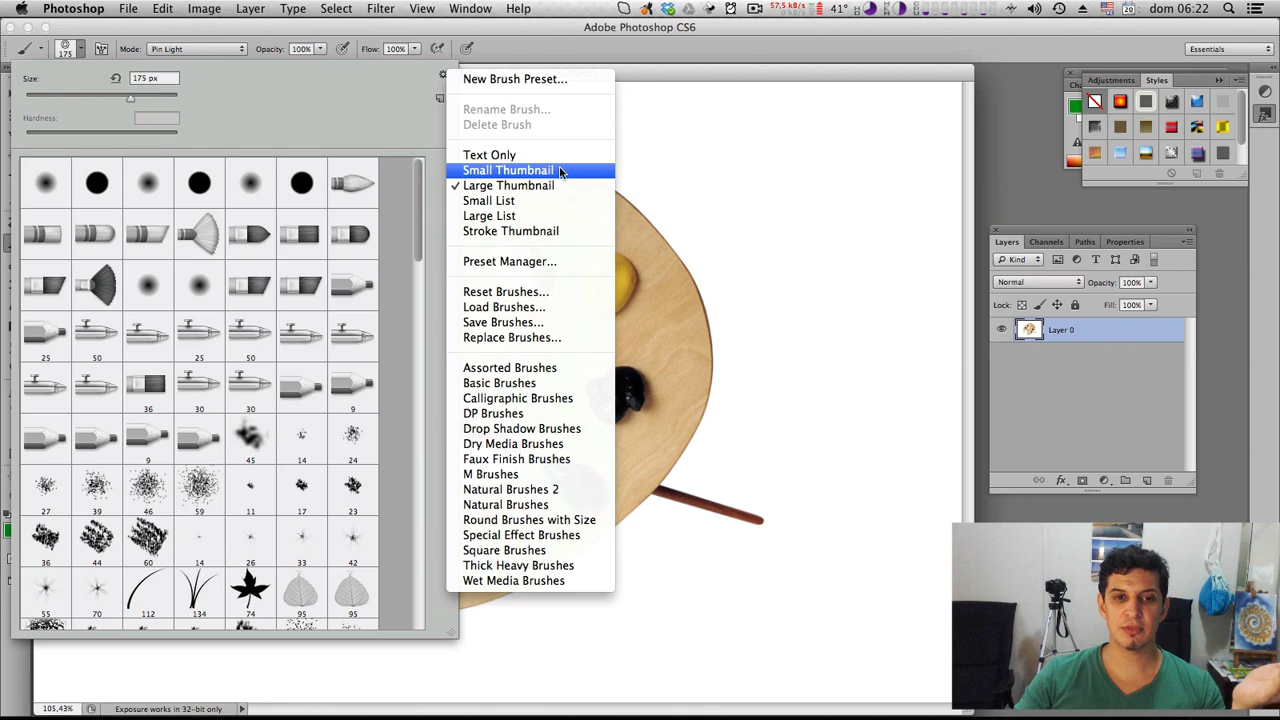 Photoshop File Edit Image Layer Type Select Filter View Window Help 57,5 kB/s 41° 20 dom 06:22
Adobe Photoshop CS6
175 Mode: Pin Light Opacity: 100% Flow: 100% Essentials
Size: 175 px
Hardness:
New Brush Preset...
Rename Brush...
Delete Brush
Text Only
Small Thumbnail
Large Thumbnail
Small List
Large List
Stroke Thumbnail
Preset Manager...
Reset Brushes...
Load Brushes...
Save Brushes...
Replace Brushes...
Assorted Brushes
Basic Brushes
Calligraphic Brushes
DP Brushes
Drop Shadow Brushes
Dry Media Brushes
Faux Finish Brushes
M Brushes
Natural Brushes 2
Natural Brushes
Round Brushes with Size
Special Effect Brushes
Square Brushes
Thick Heavy Brushes
Wet Media Brushes
25 50 25 50
36 30 30 9
9 45 14 24
27 39 46 59 11 17 23
36 44 60 14 26 33 42
55 70 112 134 74 95 95
Adjustments Styles
Layers Channels Paths Properties
Kind
Normal Opacity: 100%
Lock: Fill: 100%
Layer 0
105,43% Exposure works in 32-bit only